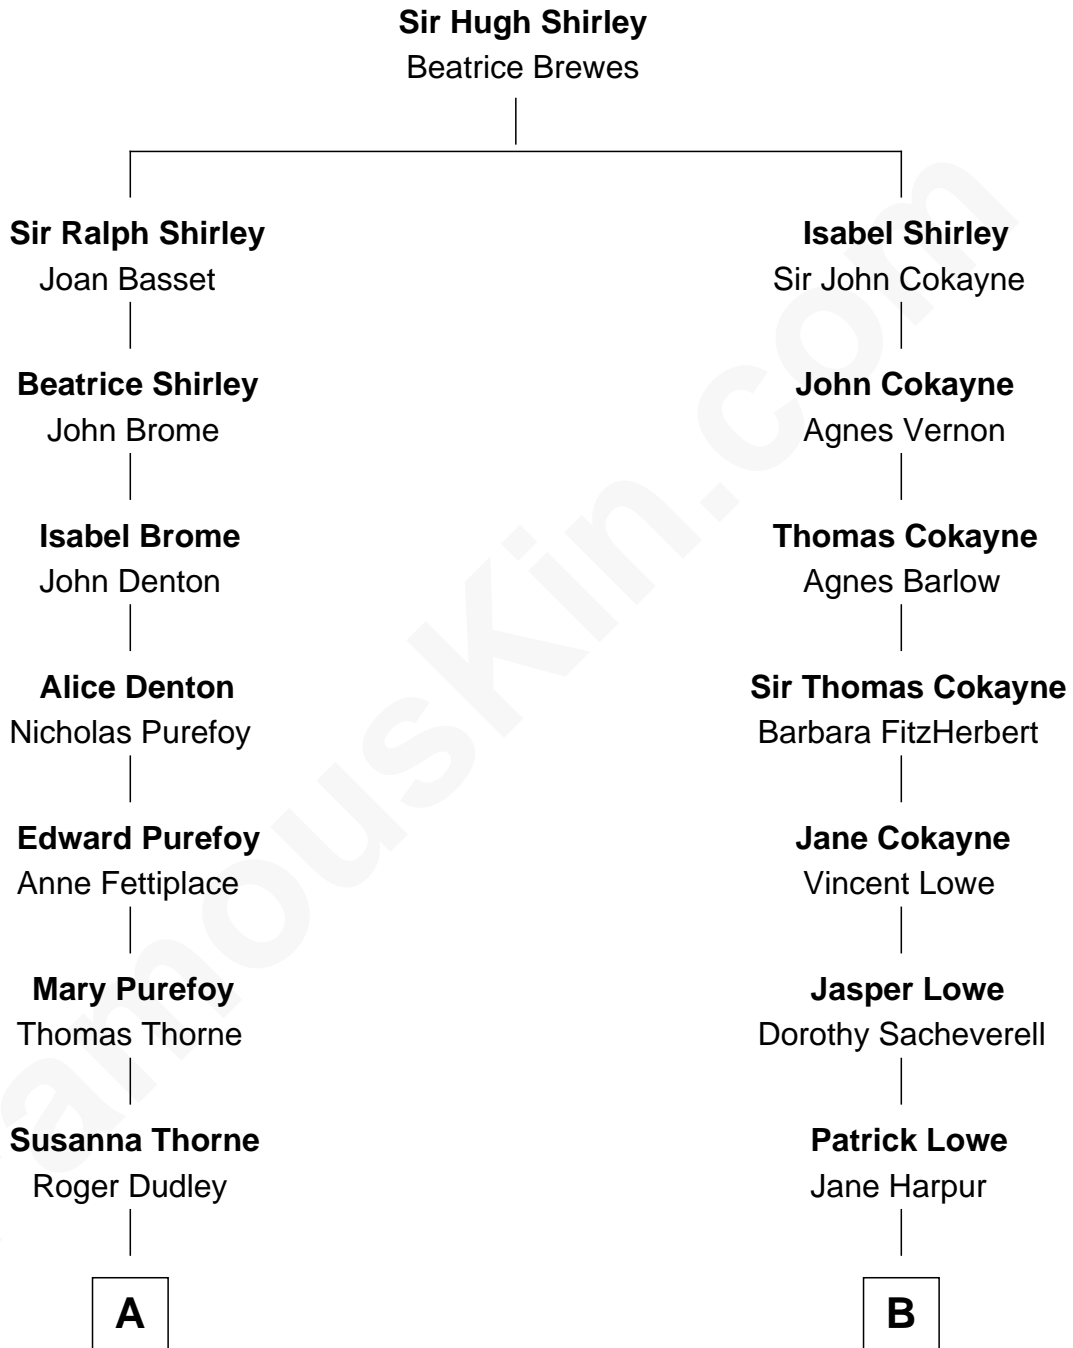 Sir Hugh Shirley
Beatrice Brewes
Sir Ralph Shirley
Joan Basset
Isabel Shirley
Sir John Cokayne
Beatrice Shirley
John Brome
John Cokayne
Agnes Vernon
Isabel Brome
John Denton
Thomas Cokayne
Agnes Barlow
Alice Denton
Nicholas Purefoy
Sir Thomas Cokayne
Barbara FitzHerbert
Edward Purefoy
Anne Fettiplace
Jane Cokayne
Vincent Lowe
Mary Purefoy
Thomas Thorne
Jasper Lowe
Dorothy Sacheverell
Susanna Thorne
Roger Dudley
Patrick Lowe
Jane Harpur
A
B
amouskin.com